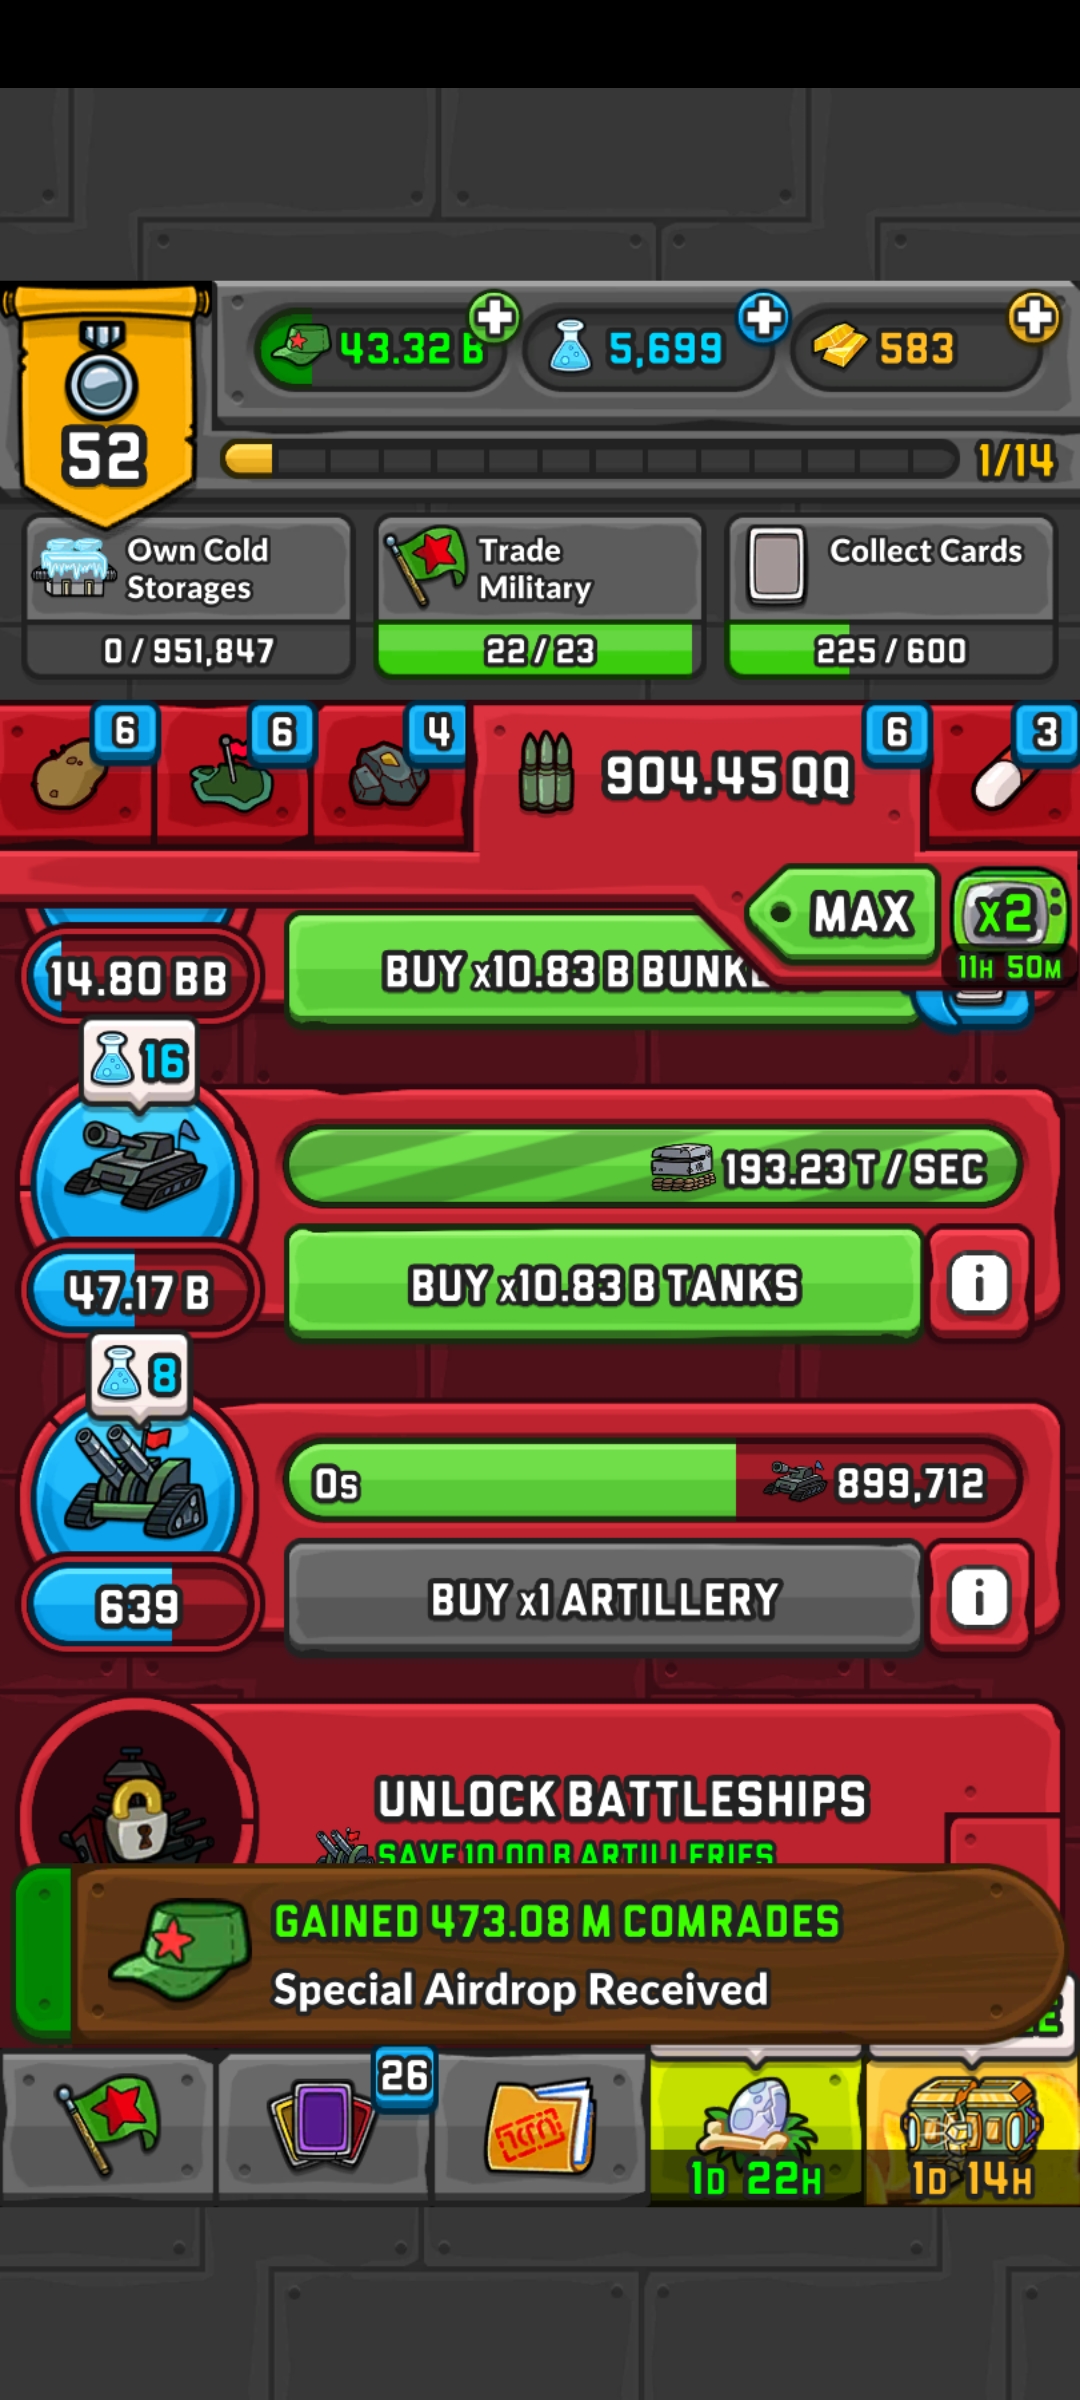 43.32 B
5,699
583
52
1/14
Own Cold
Storages
0 / 951,847
Trade
Military
22 / 23
Collect Cards
225 / 600
6
6
4
904.45 QQ
6
3
MAX
x2
11H 50M
14.80 BB
BUY x10.83 B
16
193.23 T / SEC
47.17 B
BUY x10.83 B TANKS
i
8
0s
899,712
639
BUY x1 ARTILLERY
i
UNLOCK BATTLESHIPS
SAVE 10.00 B ARTILLERIES
GAINED 473.08 M COMRADES
Special Airdrop Received
26
1D 22H
1D 14H